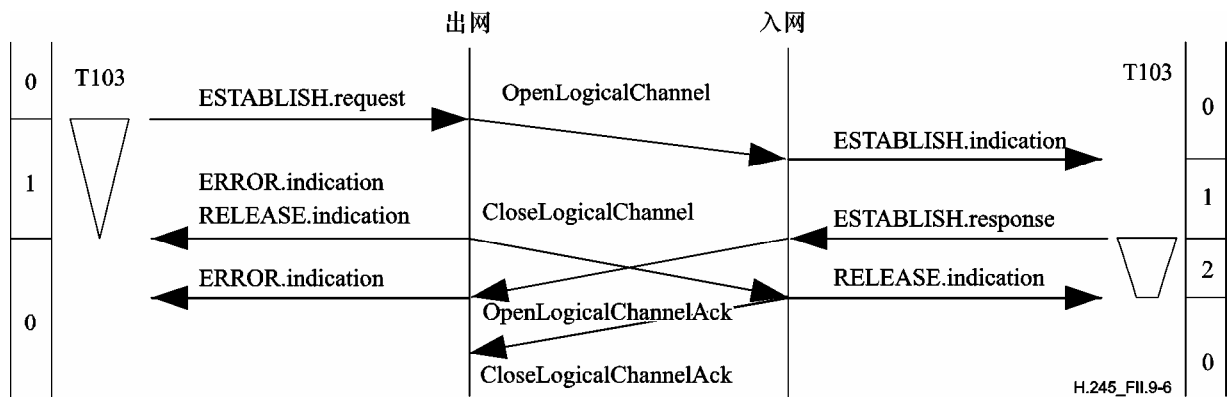 出网 入网
0 T103 T103
ESTABLISH.request OpenLogicalChannel 0
ESTABLISH.indication
1 ERROR.indication
RELEASE.indication CloseLogicalChannel ESTABLISH.response 1
ERROR.indication RELEASE.indication 2
OpenLogicalChannelAck
0
CloseLogicalChannelAck 0
H.245_FII.9-6